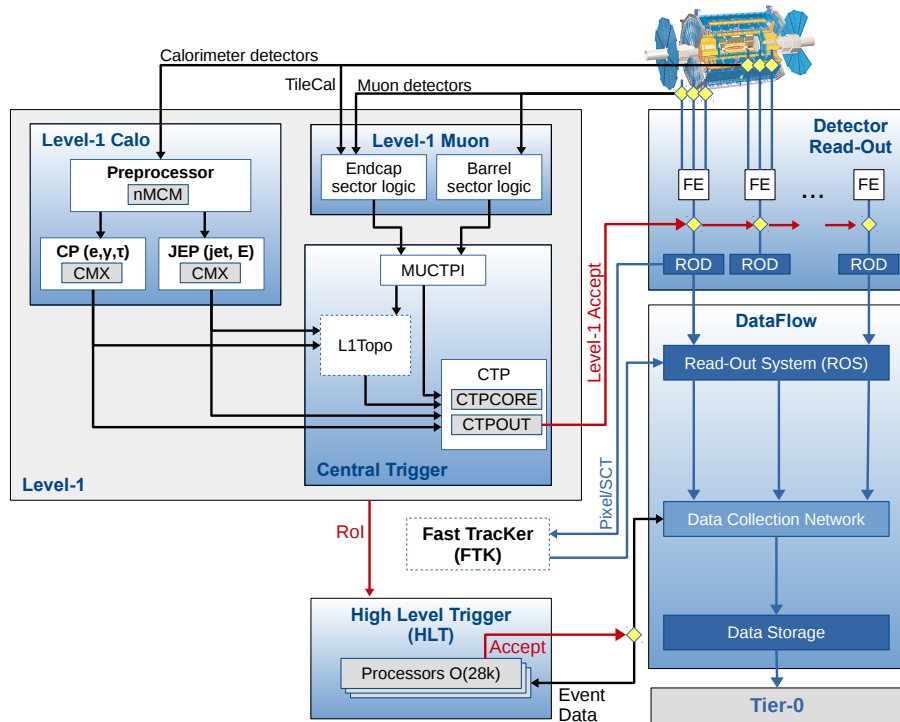 Calorimeter detectors
TileCal
Muon detectors
Level-1 Calo
Preprocessor
nMCM
CP (e,γ,τ)
CMX
JEP (jet, E)
CMX
Level-1 Muon
Endcap
sector logic
Barrel
sector logic
MUCTPI
L1Topo
CTP
CTPCORE
CTPOUT
Central Trigger
Level-1
Level-1 Accept
Detector
Read-Out
FE
FE
...
FE
ROD
ROD
ROD
DataFlow
Read-Out System (ROS)
Pixel/SCT
Data Collection Network
Data Storage
Tier-0
RoI
Fast TracKer
(FTK)
High Level Trigger
(HLT)
Accept
Processors O(28k)
Event
Data